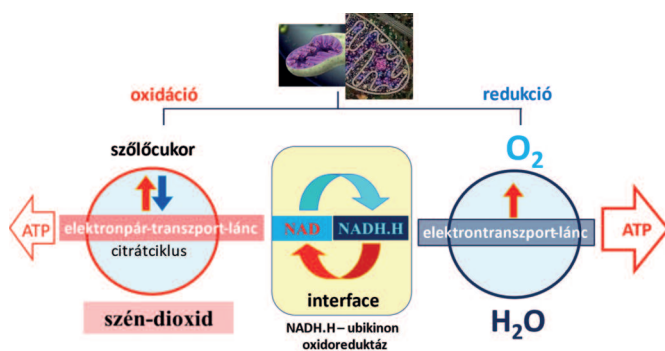 oxidáció
redukció
szőlőcukor
O₂
ATP
elektronpár-transzport-lánc
citrátciklus
szén-dioxid
NAD
NADH.H
interface
NADH.H – ubikinon
oxidoreduktáz
elektrontranszport-lánc
ATP
H₂O